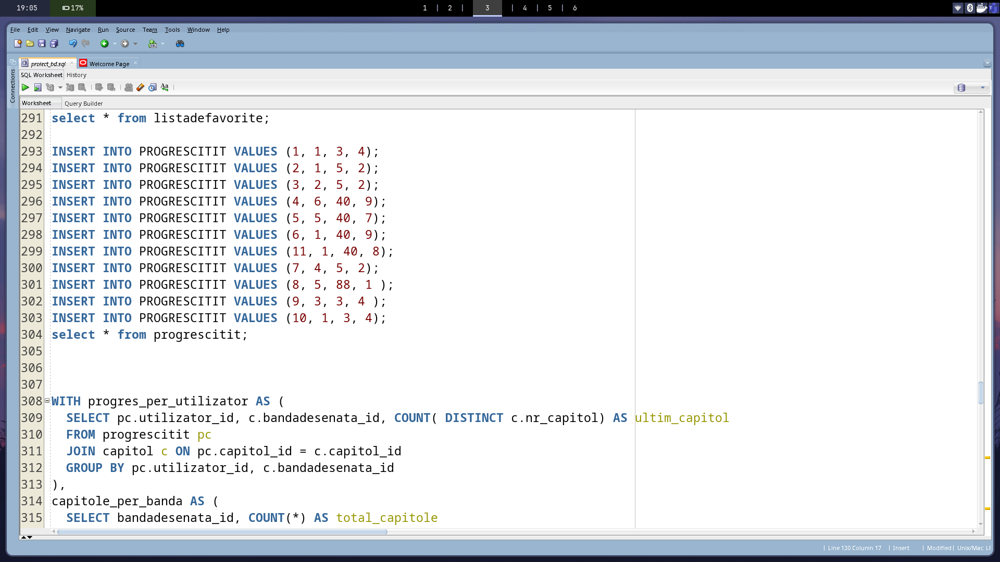 19:05 17% 1 | 2 | 3 | 4 | 5 | 6
File Edit View Navigate Run Source Team Tools Window Help
project_bd.sql Welcome Page
Connections
SQL Worksheet History
Aa
Worksheet Query Builder
291 select * from listadefavorite;
292
293 INSERT INTO PROGRESCITIT VALUES (1, 1, 3, 4);
294 INSERT INTO PROGRESCITIT VALUES (2, 1, 5, 2);
295 INSERT INTO PROGRESCITIT VALUES (3, 2, 5, 2);
296 INSERT INTO PROGRESCITIT VALUES (4, 6, 40, 9);
297 INSERT INTO PROGRESCITIT VALUES (5, 5, 40, 7);
298 INSERT INTO PROGRESCITIT VALUES (6, 1, 40, 9);
299 INSERT INTO PROGRESCITIT VALUES (11, 1, 40, 8);
300 INSERT INTO PROGRESCITIT VALUES (7, 4, 5, 2);
301 INSERT INTO PROGRESCITIT VALUES (8, 5, 88, 1 );
302 INSERT INTO PROGRESCITIT VALUES (9, 3, 3, 4 );
303 INSERT INTO PROGRESCITIT VALUES (10, 1, 3, 4);
304 select * from progrescitit;
305
306
307
308 WITH progres_per_utilizator AS (
309 SELECT pc.utilizator_id, c.bandadesenata_id, COUNT( DISTINCT c.nr_capitol) AS ultim_capitol
310 FROM progrescitit pc
311 JOIN capitol c ON pc.capitol_id = c.capitol_id
312 GROUP BY pc.utilizator_id, c.bandadesenata_id
313 ),
314 capitole_per_banda AS (
315 SELECT bandadesenata_id, COUNT(*) AS total_capitole
| Line 130 Column 17 | Insert | Modified | Unix/Mac: LF